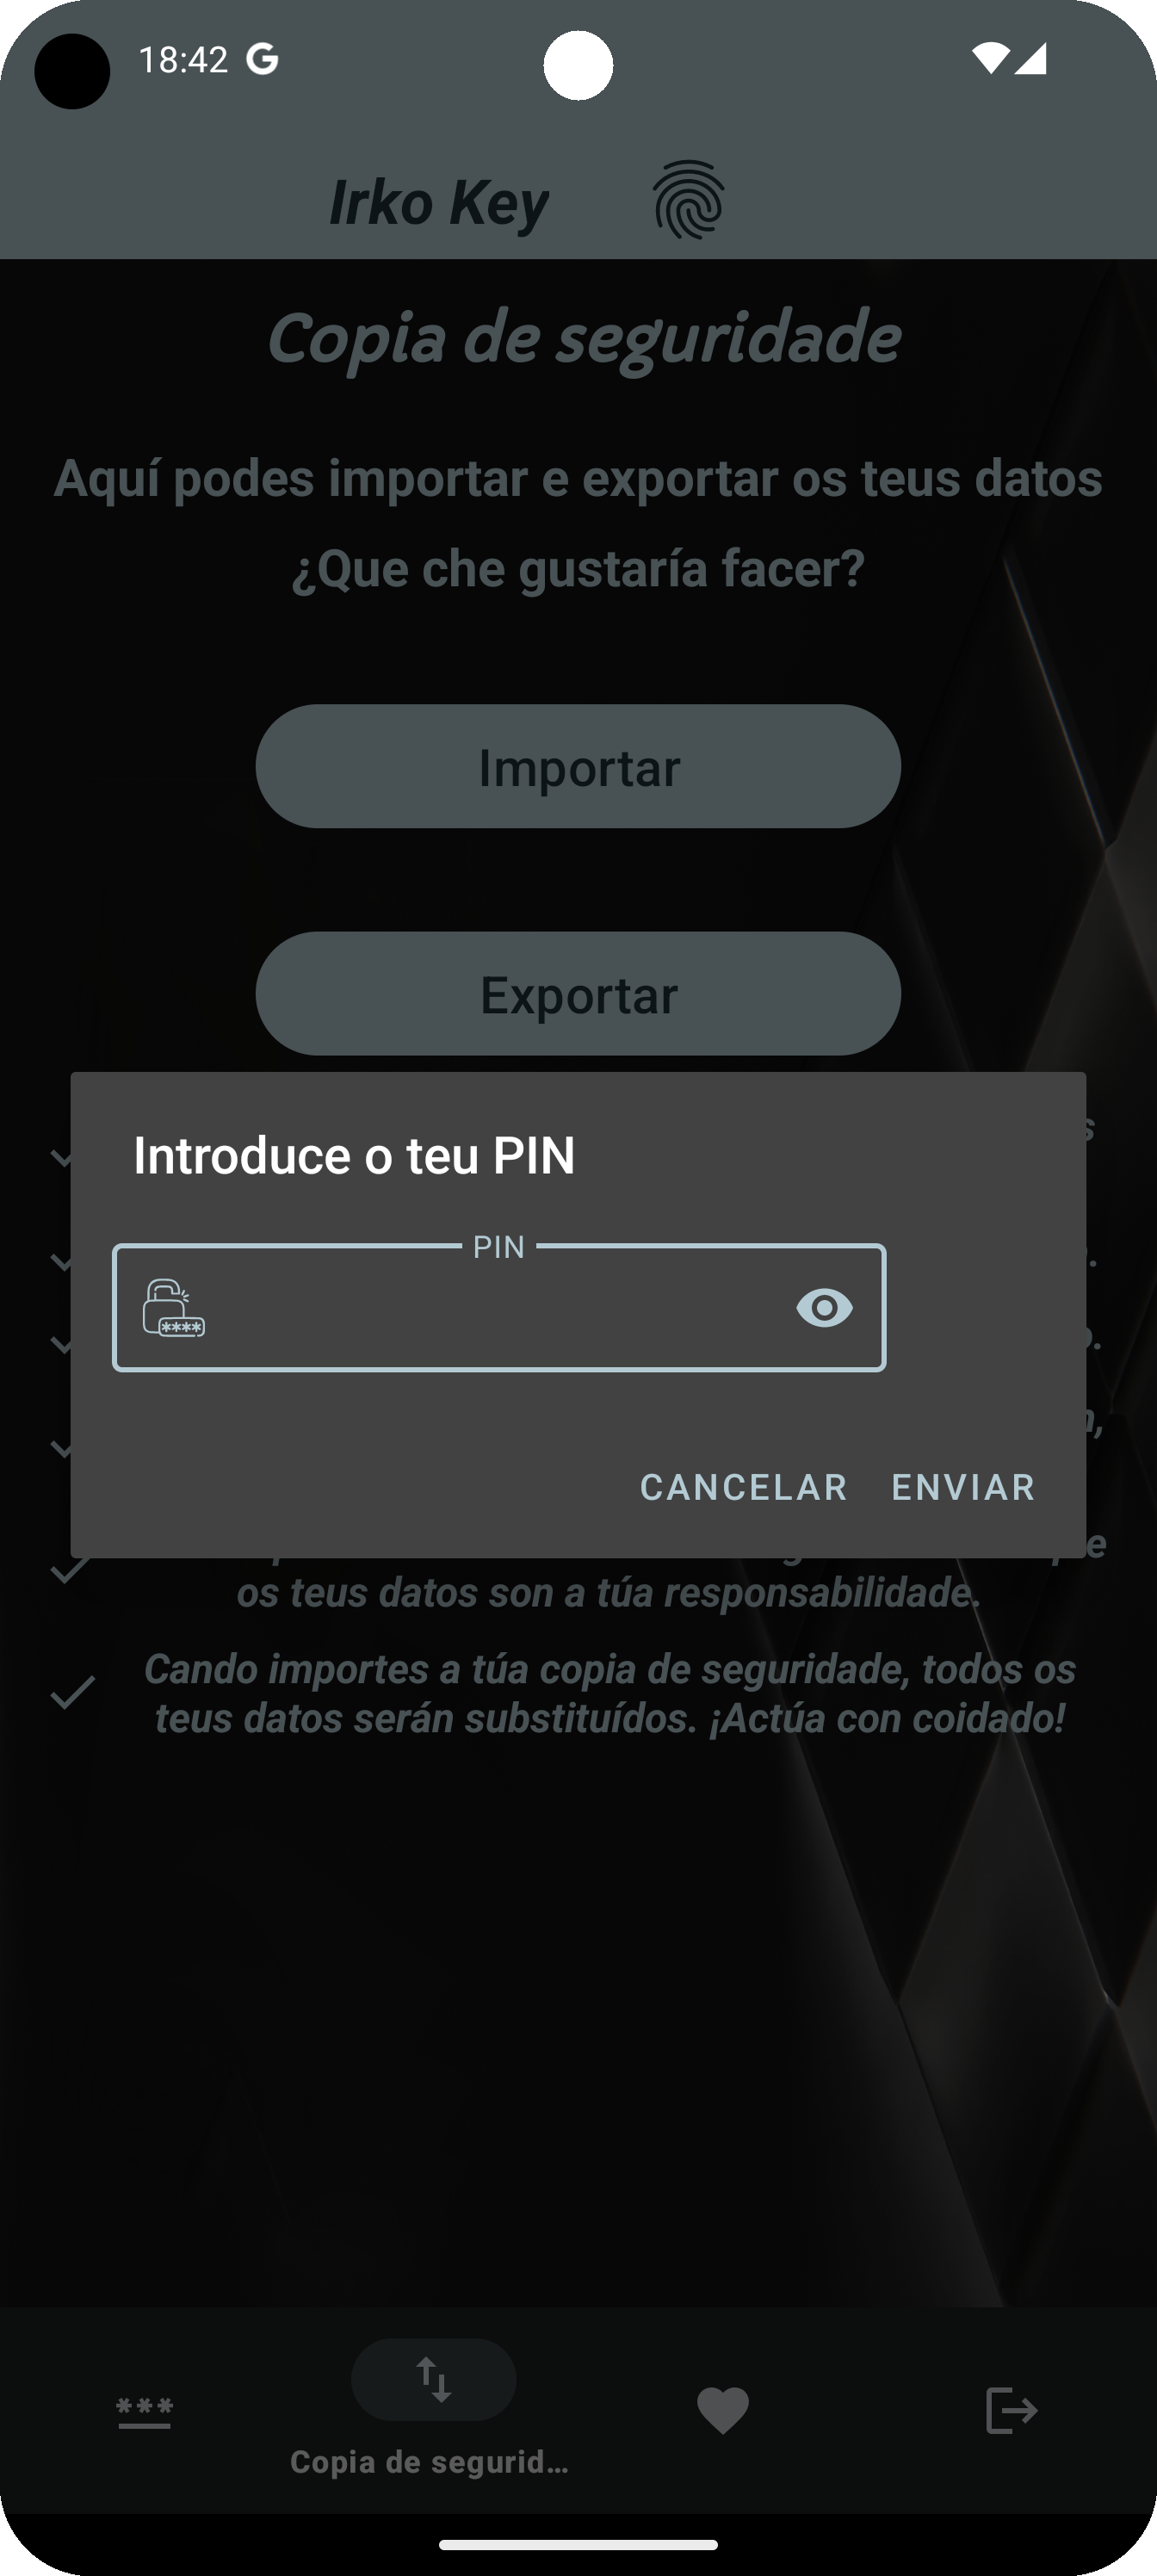 18:42
Irko Key
Copia de seguridade
Aquí podes importar e exportar os teus datos
¿Que che gustaría facer?
Importar
Exportar
Introduce o teu PIN
PIN
****
CANCELAR ENVIAR
os teus datos son a túa responsabilidade.
Cando importes a túa copia de seguridade, todos os
teus datos serán substituídos. ¡Actúa con coidado!
***
Copia de segurid...